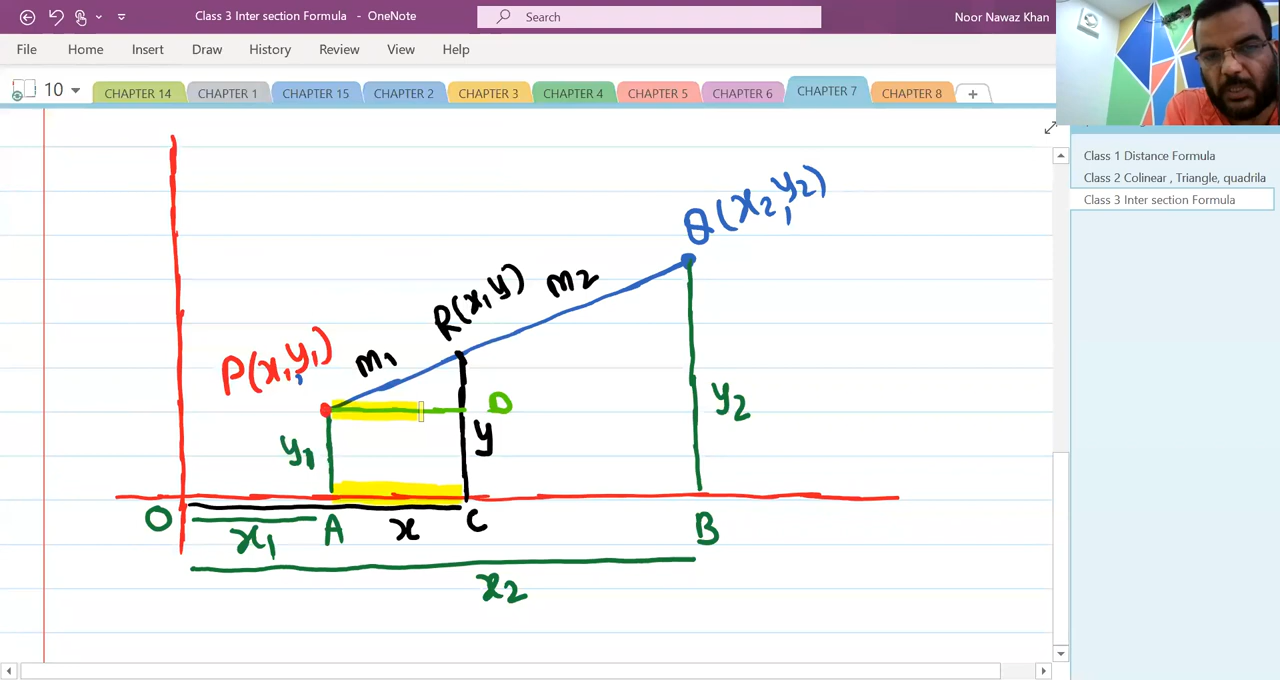 Class 3 Inter section Formula - OneNote
Search
Noor Nawaz Khan
File Home Insert Draw History Review View Help
10 CHAPTER 14 CHAPTER 1 CHAPTER 15 CHAPTER 2 CHAPTER 3 CHAPTER 4 CHAPTER 5 CHAPTER 6 CHAPTER 7 CHAPTER 8 +
Class 1 Distance Formula
Class 2 Colinear , Triangle, quadrila
Class 3 Inter section Formula
Q(x2,y2)
R(x,y) m2
P(x1,y1) m1
D
y1 y y2
O x1 A x C B
x2